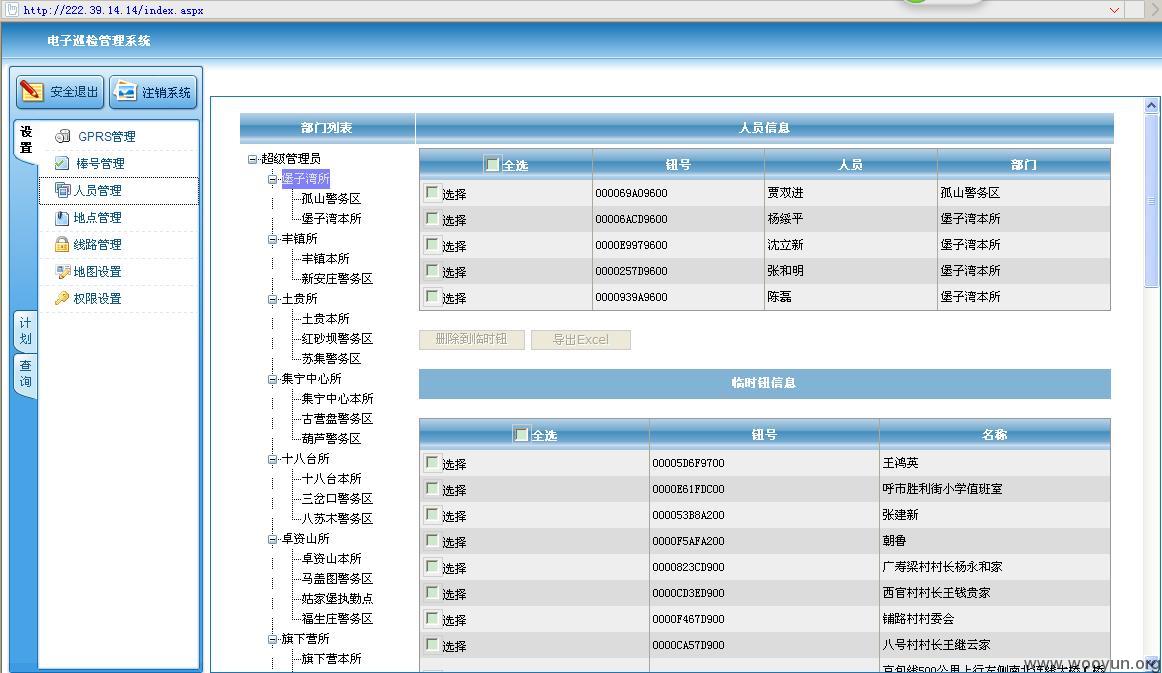 http://222.39.14.14/index.aspx
电子巡检管理系统
安全退出 注销系统
设置
GPRS管理
棒号管理
人员管理
地点管理
线路管理
地图设置
权限设置
计划
查询
部门列表
超级管理员
堡子湾所
孤山警务区
堡子湾本所
丰镇所
丰镇本所
新安庄警务区
土贵所
土贵本所
红砂坝警务区
苏集警务区
集宁中心所
集宁中心本所
古营盘警务区
葫芦警务区
十八台所
十八台本所
三岔口警务区
八苏木警务区
卓资山所
卓资山本所
马盖图警务区
姑家堡执勤点
福生庄警务区
旗下营所
旗下营本所
人员信息
全选 钮号 人员 部门
选择 000069A09600 贾双进 孤山警务区
选择 00006ACD9600 杨绥平 堡子湾本所
选择 0000E9979600 沈立新 堡子湾本所
选择 0000257D9600 张和明 堡子湾本所
选择 0000939A9600 陈磊 堡子湾本所
删除到临时钮 导出Excel
临时钮信息
全选 钮号 名称
选择 00005D6F9700 王鸿英
选择 0000E61FDC00 呼市胜利街小学值班室
选择 000053B8A200 张建新
选择 0000F5AFA200 朝鲁
选择 0000823CD900 广寿梁村村长杨永和家
选择 0000CD3ED900 西官村村长王钱贵家
选择 0000F467D900 铺路村村委会
选择 0000CA57D900 八号村村长王继云家
www.wooyun.org